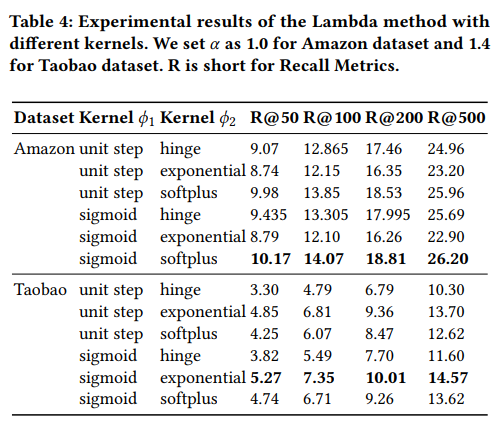 Table 4: Experimental results of the Lambda method with
different kernels. We set α as 1.0 for Amazon dataset and 1.4
for Taobao dataset. R is short for Recall Metrics.
Dataset Kernel ϕ1 Kernel ϕ2 R@50 R@100 R@200 R@500
Amazon unit step hinge 9.07 12.865 17.46 24.96
unit step exponential 8.74 12.15 16.35 23.20
unit step softplus 9.98 13.85 18.53 25.96
sigmoid hinge 9.435 13.305 17.995 25.69
sigmoid exponential 8.79 12.10 16.26 22.90
sigmoid softplus 10.17 14.07 18.81 26.20
Taobao unit step hinge 3.30 4.79 6.79 10.30
unit step exponential 4.85 6.81 9.36 13.70
unit step softplus 4.25 6.07 8.47 12.62
sigmoid hinge 3.82 5.49 7.70 11.60
sigmoid exponential 5.27 7.35 10.01 14.57
sigmoid softplus 4.74 6.71 9.26 13.62